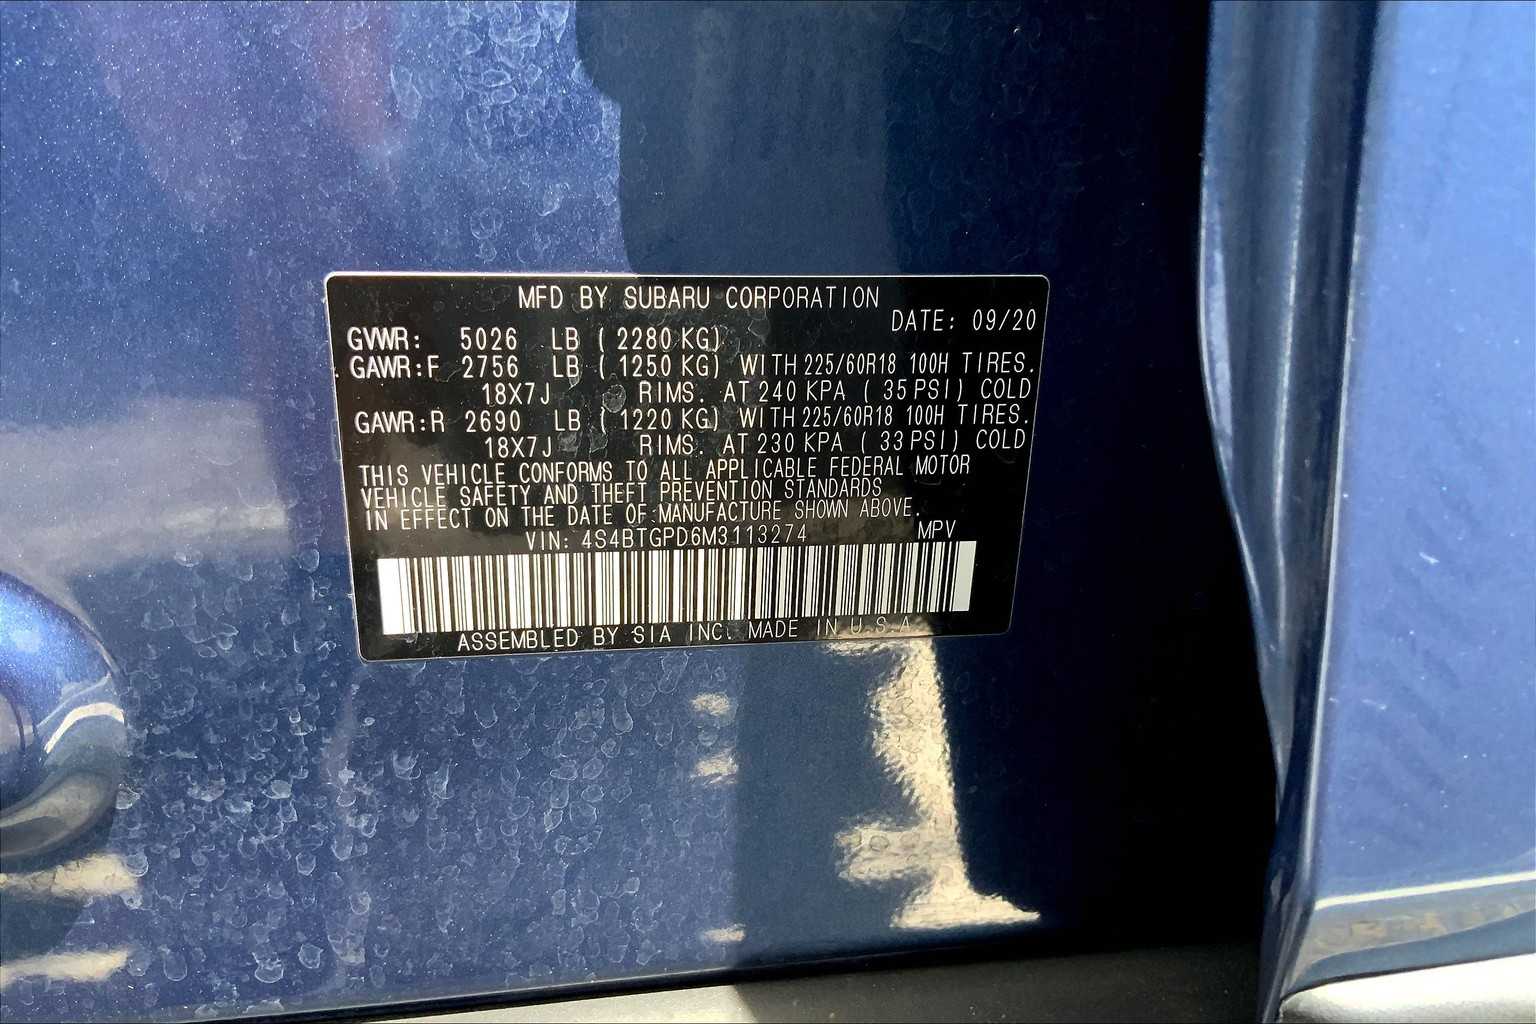 MFD BY SUBARU CORPORATION
DATE: 09/20
GVWR: 5026 LB ( 2280 KG)
GAWR:F 2756 LB ( 1250 KG) WITH 225/60R18 100H TIRES.
18X7J RIMS. AT 240 KPA ( 35 PSI) COLD
GAWR:R 2690 LB ( 1220 KG) WITH 225/60R18 100H TIRES.
18X7J RIMS. AT 230 KPA ( 33 PSI) COLD
THIS VEHICLE CONFORMS TO ALL APPLICABLE FEDERAL MOTOR
VEHICLE SAFETY AND THEFT PREVENTION STANDARDS
IN EFFECT ON THE DATE OF MANUFACTURE SHOWN ABOVE.
VIN: 4S4BTGPD6M3113274 MPV
ASSEMBLED BY SIA INC. MADE IN U.S.A